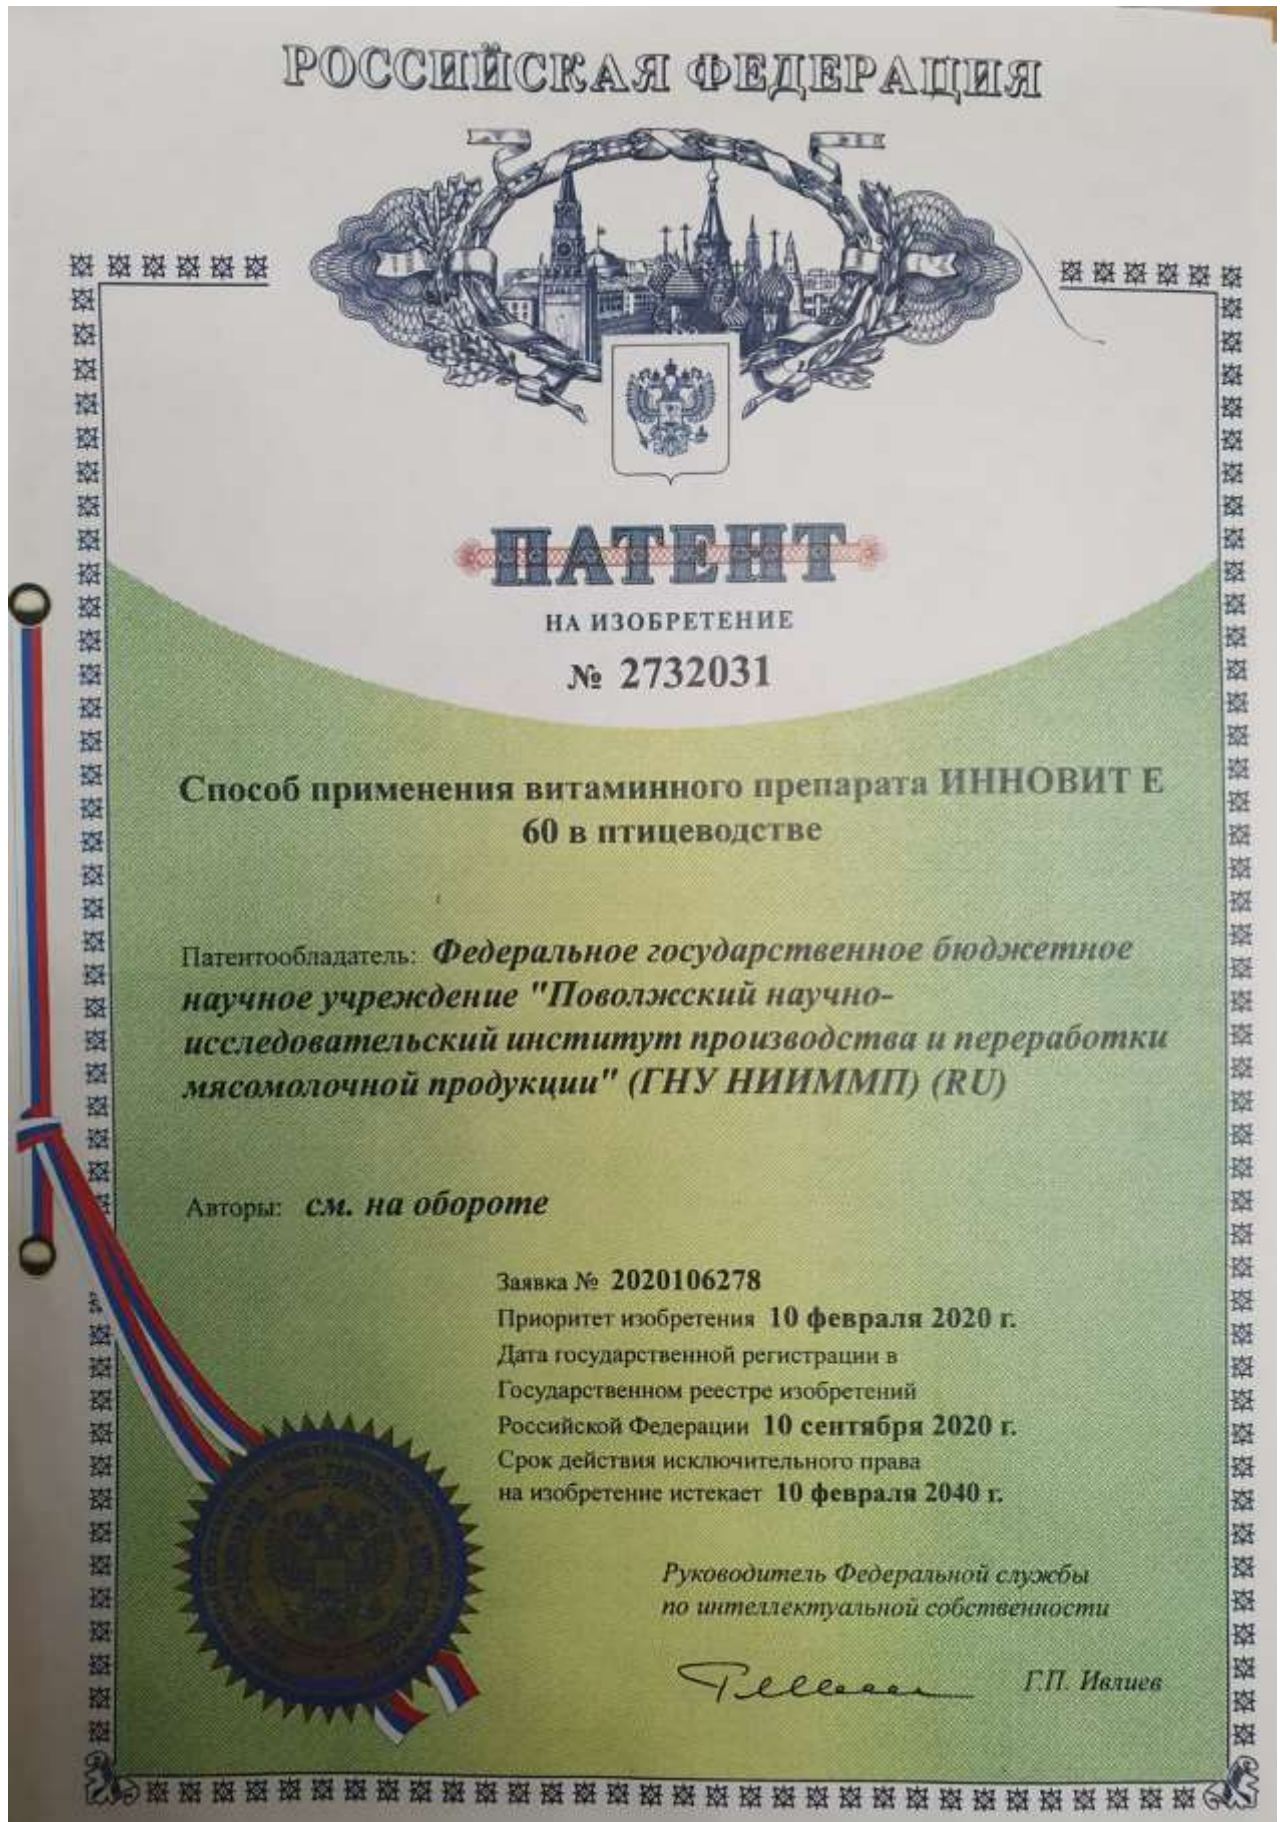 РОССИЙСКАЯ ФЕДЕРАЦИЯ
ПАТЕНТ
НА ИЗОБРЕТЕНИЕ
№ 2732031
Способ применения витаминного препарата ИННОВИТ Е
60 в птицеводстве
Патентообладатель: Федеральное государственное бюджетное
научное учреждение "Поволжский научно-
исследовательский институт производства и переработки
мясомолочной продукции" (ГНУ НИИММП) (RU)
Авторы: см. на обороте
Заявка № 2020106278
Приоритет изобретения 10 февраля 2020 г.
Дата государственной регистрации в
Государственном реестре изобретений
Российской Федерации 10 сентября 2020 г.
Срок действия исключительного права
на изобретение истекает 10 февраля 2040 г.
Руководитель Федеральной службы
по интеллектуальной собственности
Г.П. Ивлиев